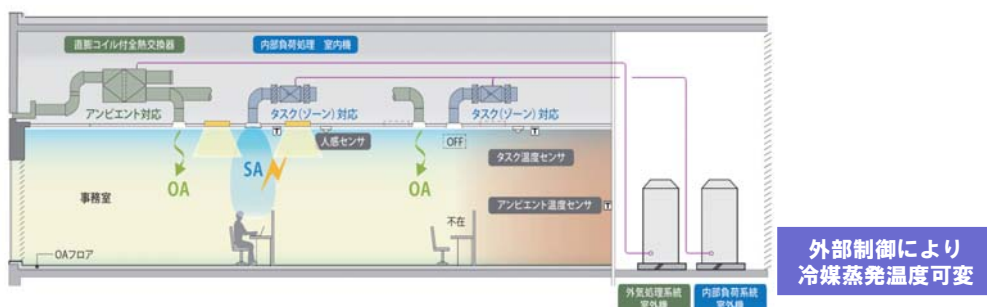 直膨コイル付全熱交換器
内部負荷処理 室内機
アンビエント対応
タスク(ゾーン)対応
タスク(ゾーン)対応
T
人感センサ
OFF
T
タスク温度センサ
SA
OA
OA
事務室
アンビエント温度センサ
T
不在
OAフロア
外部制御により
冷媒蒸発温度可変
外気処理系統
室外機
内部負荷系統
室外機